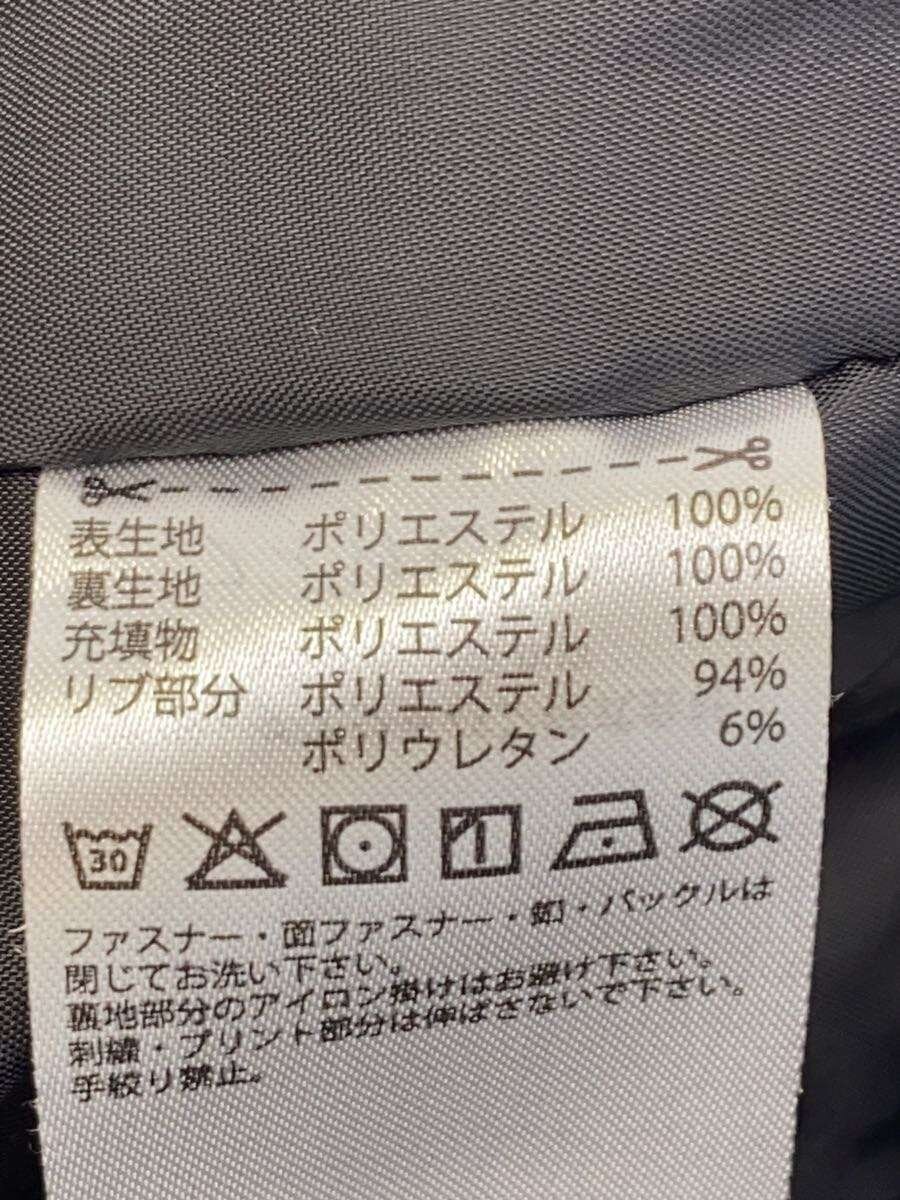 表生地 ポリエステル 100%
裏生地 ポリエステル 100%
充填物 ポリエステル 100%
リブ部分 ポリエステル 94%
ポリウレタン 6%
30
ファスナー・面ファスナー・釦・バックルは
閉じてお洗い下さい。
裏地部分のアイロン掛けはお避け下さい。
刺繍・プリント部分は伸ばさないで下さい。
手絞り禁止。